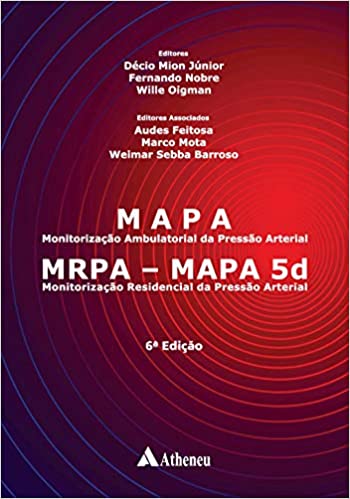 Editores
Décio Mion Júnior
Fernando Nobre
Wille Oigman
Editores Associados
Audes Feitosa
Marco Mota
Weimar Sebba Barroso
MAPA
Monitorização Ambulatorial da Pressão Arterial
MRPA – MAPA 5d
Monitorização Residencial da Pressão Arterial
6ª Edição
Atheneu